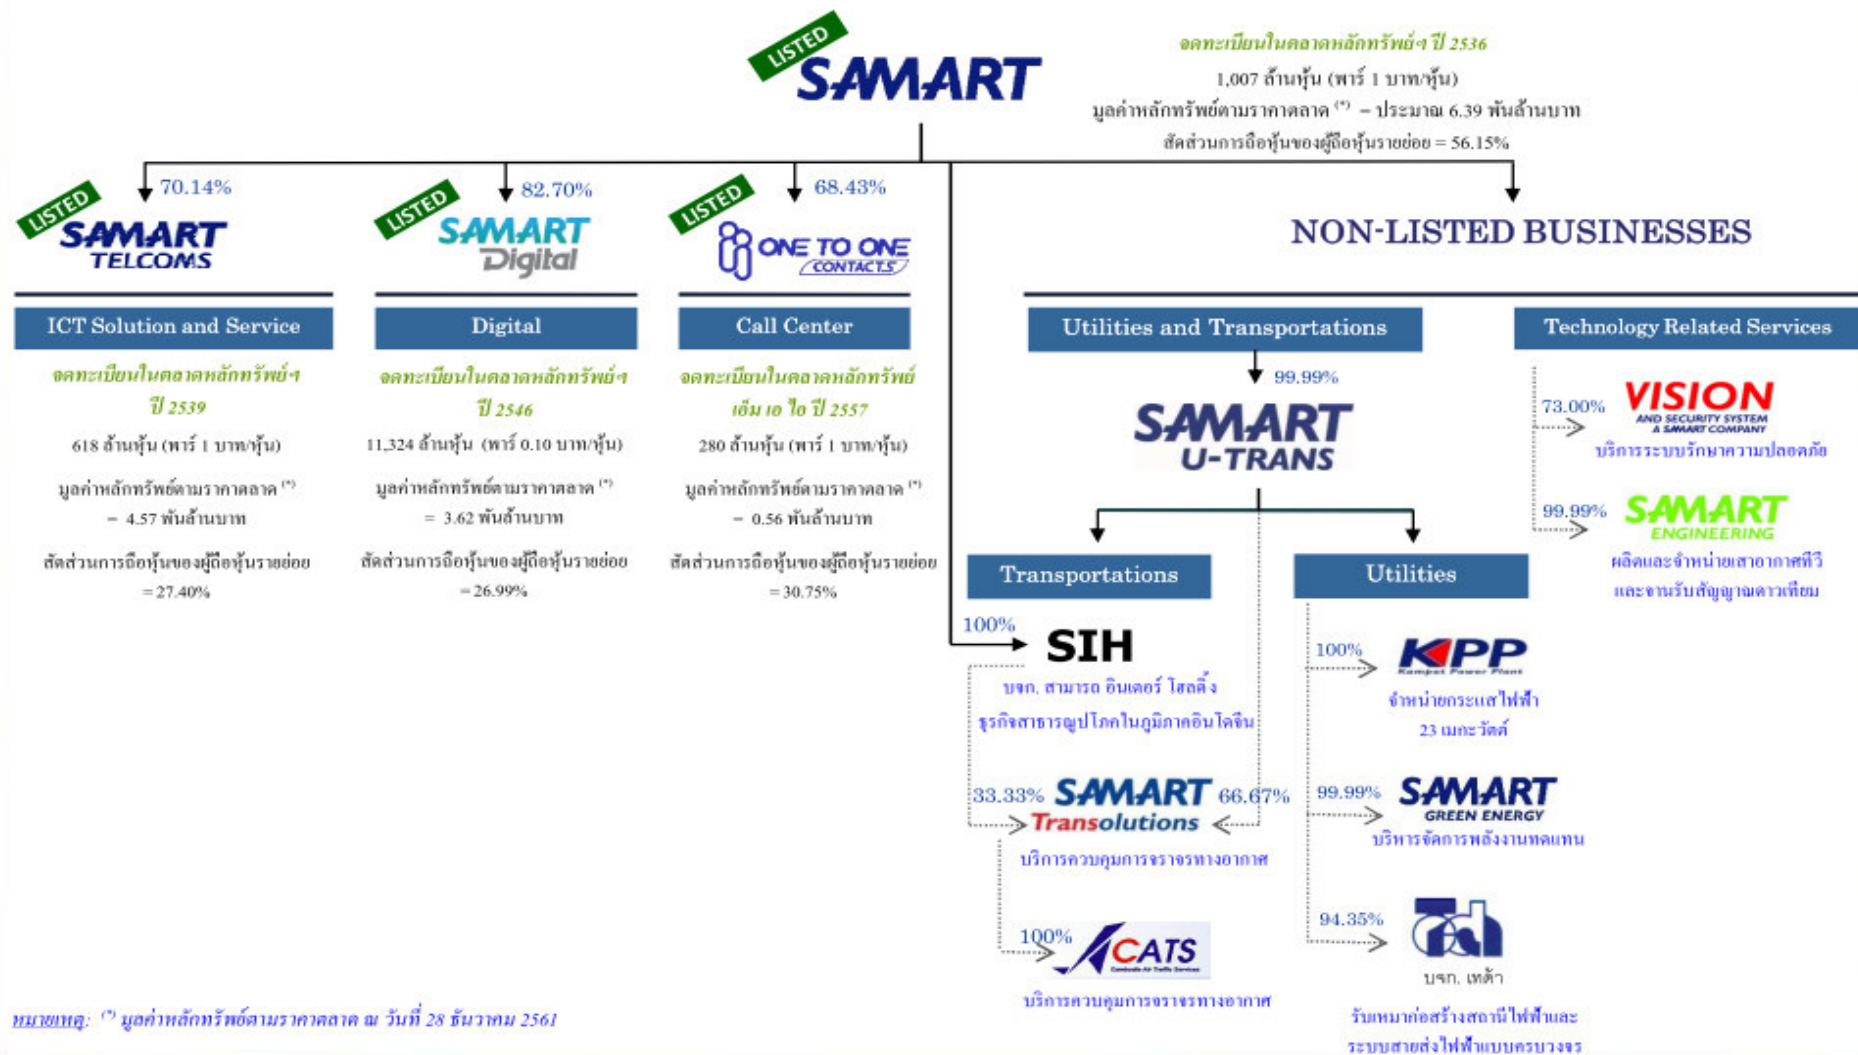 LISTED
SAMART
จดทะเบียนในตลาดหลักทรัพย์ฯ ปี 2536
1,007 ล้านหุ้น (พาร์ 1 บาท/หุ้น)
มูลค่าหลักทรัพย์ตามราคาตลาด (*) = ประมาณ 6.39 พันล้านบาท
สัดส่วนการถือหุ้นของผู้ถือหุ้นรายย่อย = 56.15%
LISTED
70.14%
SAMART
TELCOMS
ICT Solution and Service
จดทะเบียนในตลาดหลักทรัพย์ฯ
ปี 2539
618 ล้านหุ้น (พาร์ 1 บาท/หุ้น)
มูลค่าหลักทรัพย์ตามราคาตลาด (*)
= 4.57 พันล้านบาท
สัดส่วนการถือหุ้นของผู้ถือหุ้นรายย่อย
= 27.40%
LISTED
82.70%
SAMART
Digital
Digital
จดทะเบียนในตลาดหลักทรัพย์ฯ
ปี 2546
11,324 ล้านหุ้น (พาร์ 0.10 บาท/หุ้น)
มูลค่าหลักทรัพย์ตามราคาตลาด (*)
= 3.62 พันล้านบาท
สัดส่วนการถือหุ้นของผู้ถือหุ้นรายย่อย
= 26.99%
LISTED
68.43%
ONE TO ONE
CONTACTS
Call Center
จดทะเบียนในตลาดหลักทรัพย์
เอ็ม เอ ไอ ปี 2557
280 ล้านหุ้น (พาร์ 1 บาท/หุ้น)
มูลค่าหลักทรัพย์ตามราคาตลาด (*)
= 0.56 พันล้านบาท
สัดส่วนการถือหุ้นของผู้ถือหุ้นรายย่อย
= 30.75%
NON-LISTED BUSINESSES
Utilities and Transportations
99.99%
SAMART
U-TRANS
Transportations
100%
SIH
บจก. สามารถ อินเตอร์ โฮลดิ้ง
ธุรกิจสาธารณูปโภคในภูมิภาคอินโดจีน
33.33%
SAMART
Transolutions
66.67%
บริการควบคุมการจราจรทางอากาศ
100%
CATS
Cambodia Air Traffic Services
บริการควบคุมการจราจรทางอากาศ
Utilities
100%
KPP
Kampot Power Plant
จำหน่ายกระแสไฟฟ้า
23 เมกะวัตต์
99.99%
SAMART
GREEN ENERGY
บริหารจัดการพลังงานทดแทน
94.35%
Teda
บจก. เทด้า
รับเหมาก่อสร้างสถานีไฟฟ้าและ
ระบบสายส่งไฟฟ้าแบบครบวงจร
Technology Related Services
73.00%
VISION
AND SECURITY SYSTEM
A SAMART COMPANY
บริการระบบรักษาความปลอดภัย
99.99%
SAMART
ENGINEERING
ผลิตและจำหน่ายเสาอากาศทีวี
และจานรับสัญญาณดาวเทียม
หมายเหตุ: (*) มูลค่าหลักทรัพย์ตามราคาตลาด ณ วันที่ 28 ธันวาคม 2561